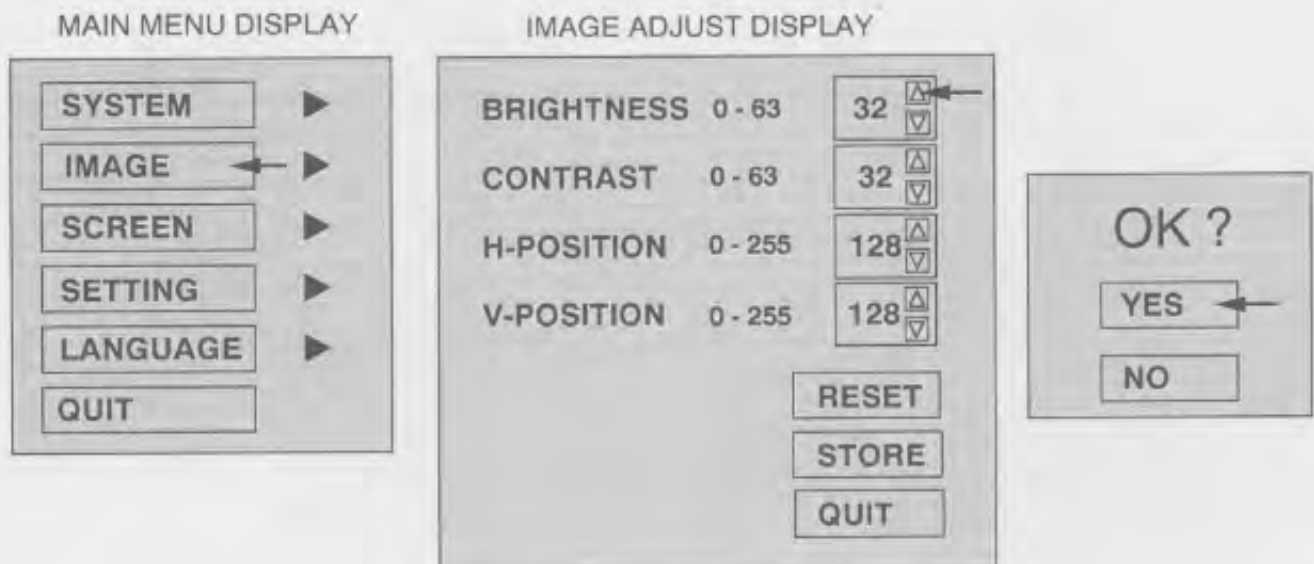 MAIN MENU DISPLAY
SYSTEM
IMAGE
SCREEN
SETTING
LANGUAGE
QUIT
IMAGE ADJUST DISPLAY
BRIGHTNESS 0 - 63 32
CONTRAST 0 - 63 32
H-POSITION 0 - 255 128
V-POSITION 0 - 255 128
RESET
STORE
QUIT
OK ?
YES
NO